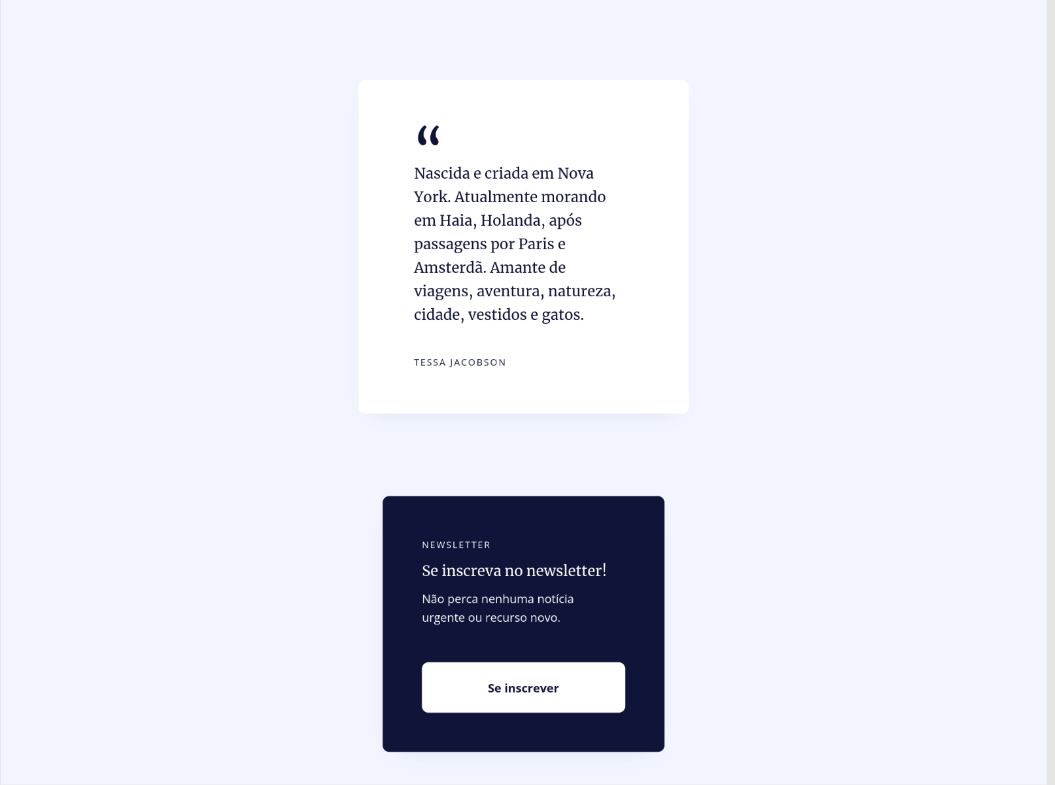 “
Nascida e criada em Nova
York. Atualmente morando
em Haia, Holanda, após
passagens por Paris e
Amsterdã. Amante de
viagens, aventura, natureza,
cidade, vestidos e gatos.
TESSA JACOBSON
NEWSLETTER
Se inscreva no newsletter!
Não perca nenhuma notícia
urgente ou recurso novo.
Se inscrever